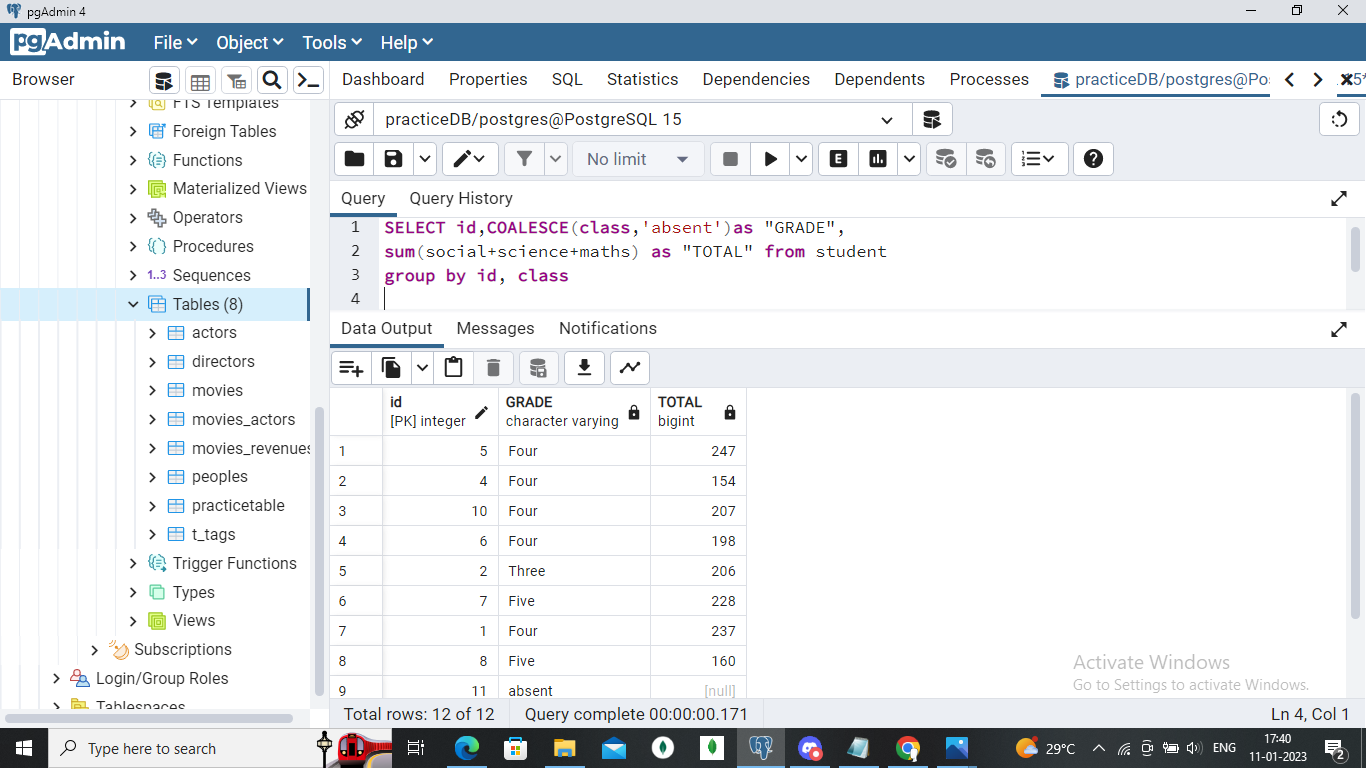 pgAdmin 4
pgAdmin File Object Tools Help
Browser
Dashboard Properties SQL Statistics Dependencies Dependents Processes practiceDB/postgres@Po
FTS Templates
Foreign Tables
Functions
Materialized Views
Operators
Procedures
1..3 Sequences
Tables (8)
actors
directors
movies
movies_actors
movies_revenues
peoples
practicetable
t_tags
Trigger Functions
Types
Views
Subscriptions
Login/Group Roles
Tablespaces
practiceDB/postgres@PostgreSQL 15
No limit
E
Query Query History
1 SELECT id,COALESCE(class,'absent')as "GRADE",
2 sum(social+science+maths) as "TOTAL" from student
3 group by id, class
4
Data Output Messages Notifications
id GRADE TOTAL
[PK] integer character varying bigint
1 5 Four 247
2 4 Four 154
3 10 Four 207
4 6 Four 198
5 2 Three 206
6 7 Five 228
7 1 Four 237
8 8 Five 160
9 11 absent [null]
Activate Windows
Go to Settings to activate Windows.
Total rows: 12 of 12 Query complete 00:00:00.171 Ln 4, Col 1
Type here to search
29°C ENG
17:40
11-01-2023
2